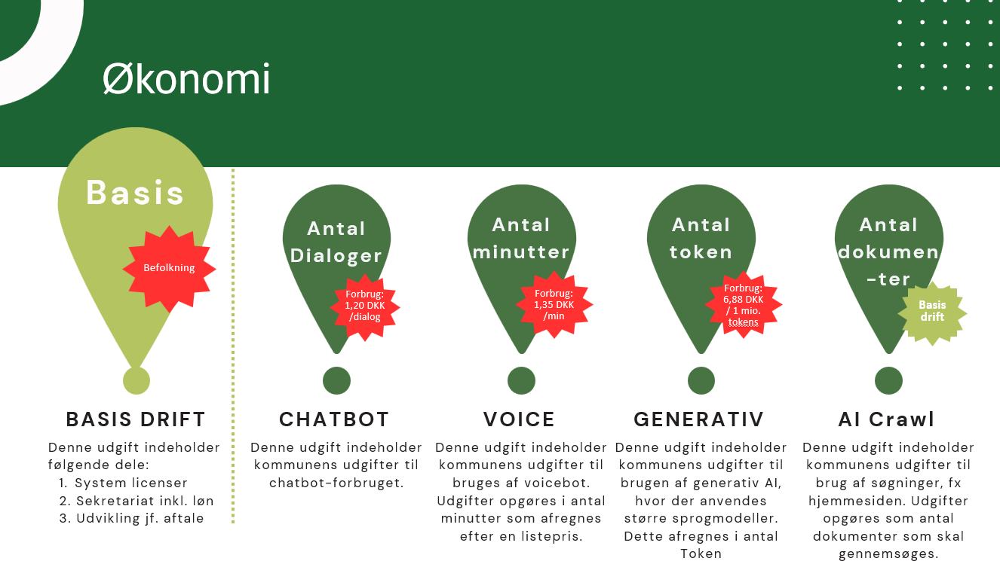 Økonomi
Basis
Befolkning
BASIS DRIFT
Denne udgift indeholder
følgende dele:
1. System licenser
2. Sekretariat inkl. løn
3. Udvikling jf. aftale
Antal
Dialoger
Forbrug:
1,20 DKK
/dialog
CHATBOT
Denne udgift indeholder
kommunens udgifter til
chatbot-forbruget.
Antal
minutter
Forbrug:
1,35 DKK
/min
VOICE
Denne udgift indeholder
kommunens udgifter til
bruges af voicebot.
Udgifter opgøres i antal
minutter som afregnes
efter en listepris.
Antal
token
Forbrug:
6,88 DKK
/ 1 mio.
tokens
GENERATIV
Denne udgift indeholder
kommunens udgifter til
brugen af generativ AI,
hvor der anvendes
større sprogmodeller.
Dette afregnes i antal
Token
Antal
dokumen
-ter
Basis
drift
AI Crawl
Denne udgift indeholder
kommunens udgifter til
brug af søgninger, fx
hjemmesiden. Udgifter
opgøres som antal
dokumenter som skal
gennemsøges.